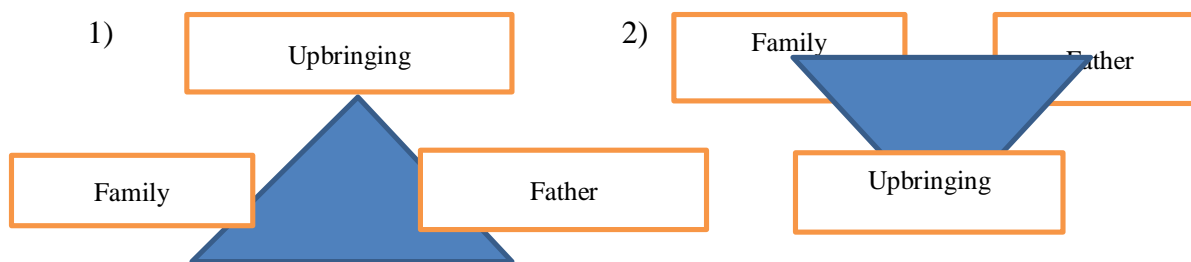 1)
Upbringing
Family
Father
2)
Family
Father
Upbringing